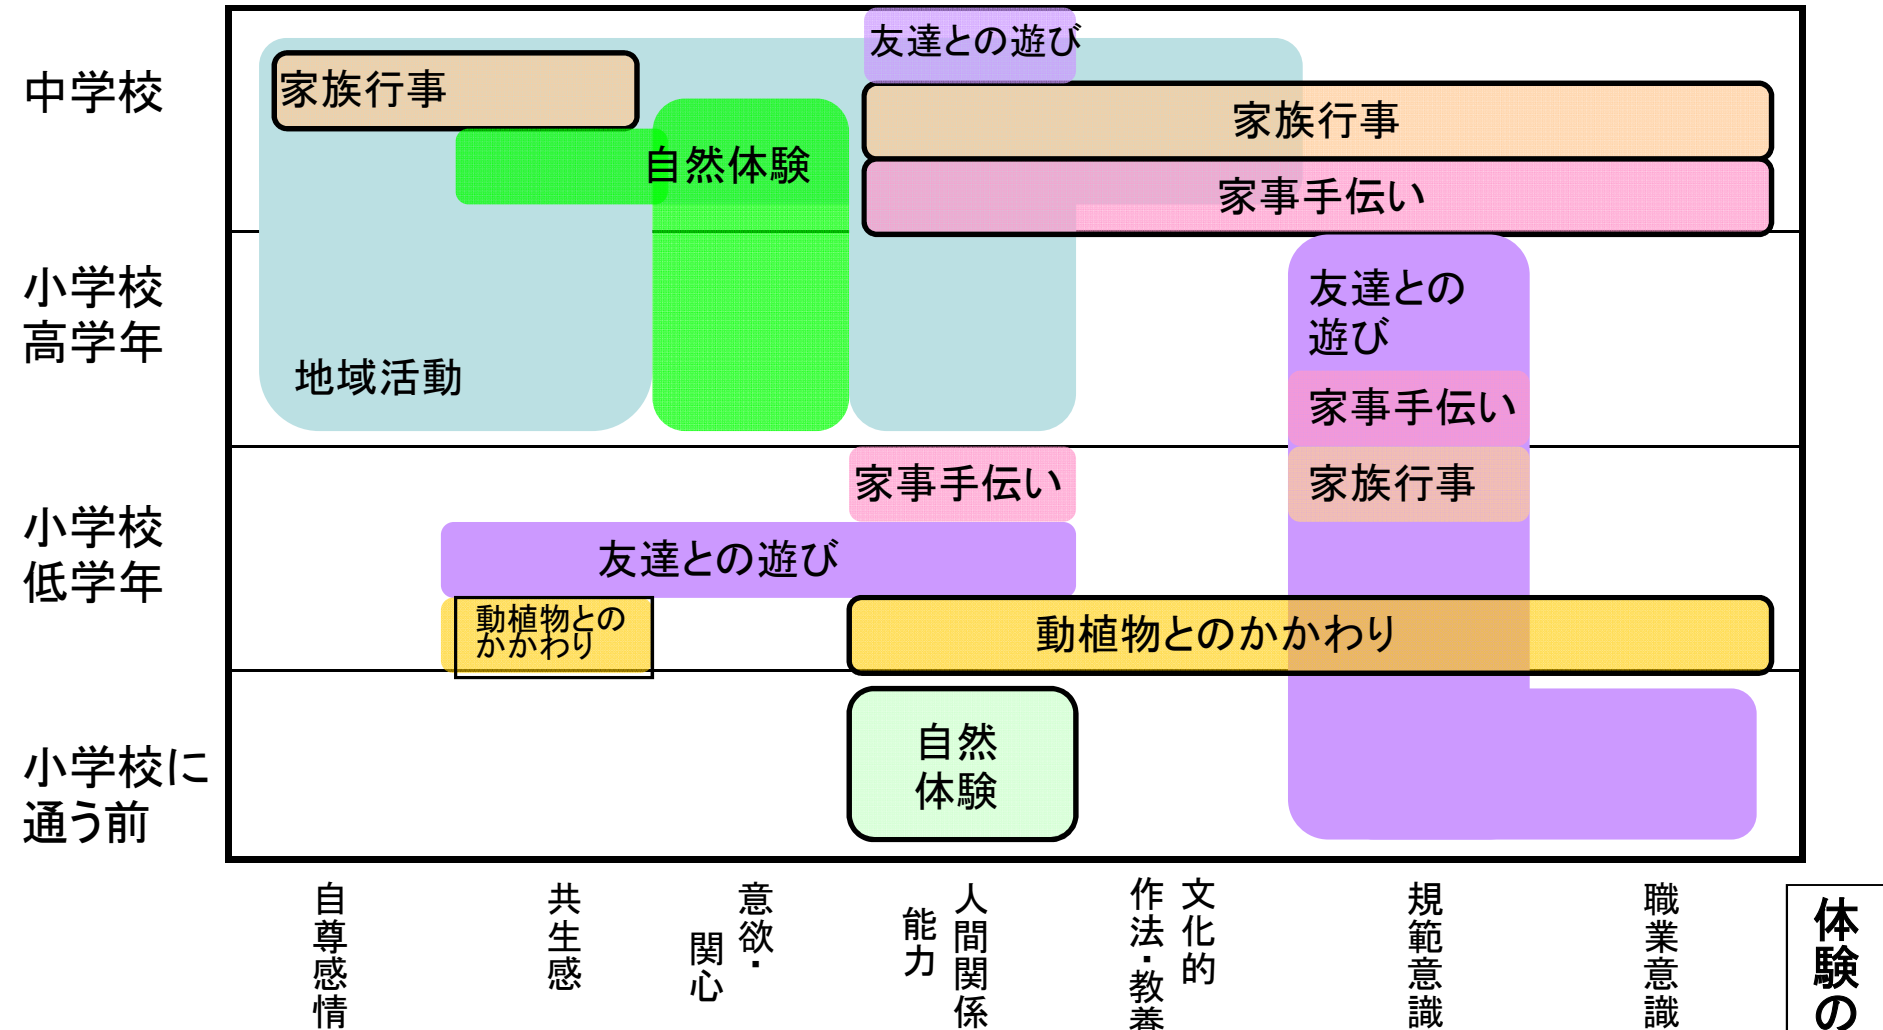 中学校
友達との遊び
家族行事
家族行事
自然体験
家事手伝い
小学校
高学年
友達との
遊び
地域活動
家事手伝い
小学校
低学年
家事手伝い
家族行事
友達との遊び
動植物との
かかわり
動植物とのかかわり
小学校に
通う前
自然
体験
自尊感情
共生感
意欲・
関心
人間関係
能力
文化的
作法・教養
規範意識
職業意識
体験の